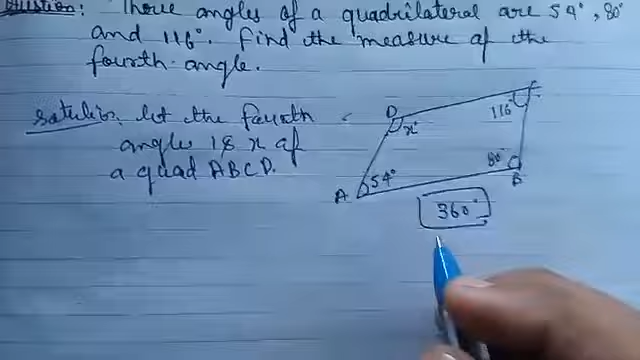 Question: Three angles of a quadrilateral are 54°, 80°
and 116°. Find the measure of the
fourth angle.
Solution let the fourth
angle is x of
a quad ABCD.
D
x°
C
116°
80°
B
A
54°
360°